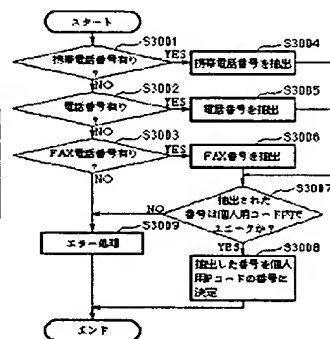 スタート
S3001
携帯電話番号有り
?
YES
S3004
携帯電話番号を抽出
NO
S3002
電話番号有り
?
YES
S3005
電話番号を抽出
NO
S3003
FAX電話番号有り
?
YES
S3006
FAX番号を抽出
NO
S3007
抽出された
番号は個人用コード内で
ユニークか?
NO
YES
S3009
エラー処理
S3008
抽出した番号を個人
用Pコードの番号に
決定
エンド